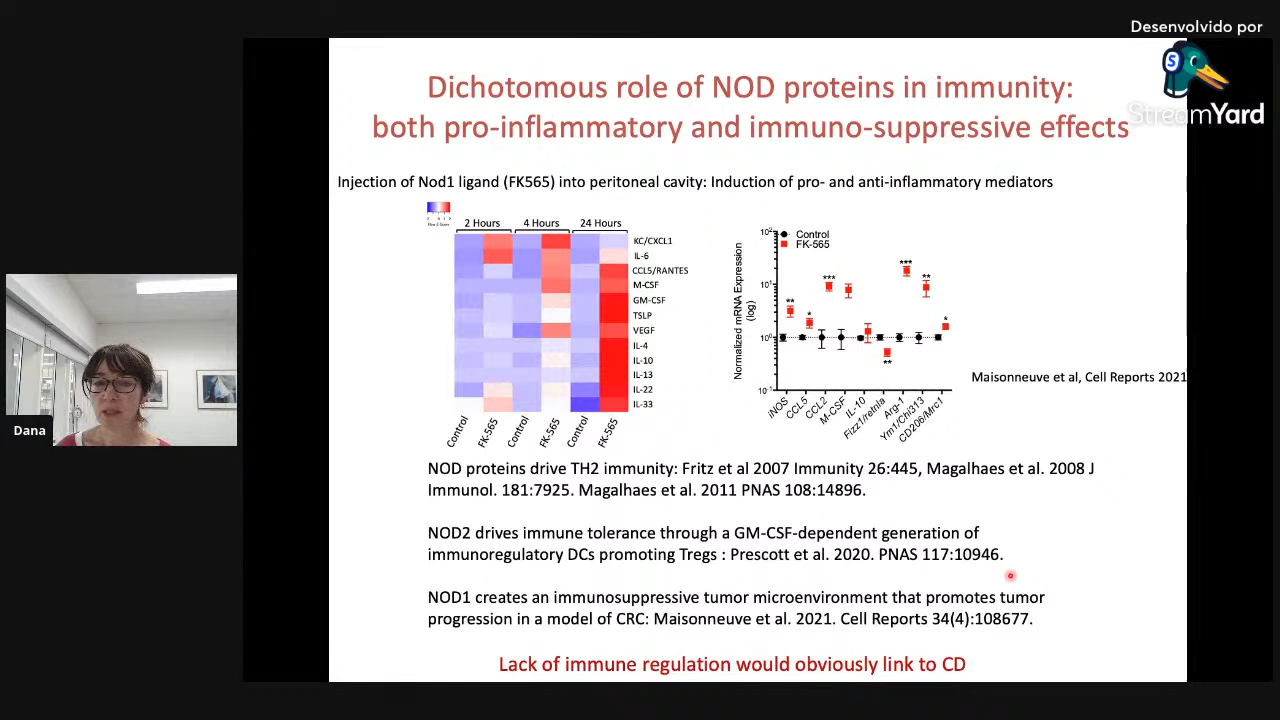 Desenvolvido por
StreamYard
Dichotomous role of NOD proteins in immunity:
both pro-inflammatory and immuno-suppressive effects
Injection of Nod1 ligand (FK565) into peritoneal cavity: Induction of pro- and anti-inflammatory mediators
2 Hours
4 Hours
24 Hours
KC/CXCL1
IL-6
CCL5/RANTES
M-CSF
GM-CSF
TSLP
VEGF
IL-4
IL-10
IL-13
IL-22
IL-33
Control
FK-565
Control
FK-565
Control
FK-565
Normalized mRNA Expression
(log)
10²
10¹
10⁰
10⁻¹
Control
FK-565
**
*
***
**
***
**
*
iNOS
CCL5
CCL2
M-CSF
IL-10
Fizz1/retnla
Arg-1
Ym1/Chi313
CD206/Mrc1
Maisonneuve et al, Cell Reports 2021
Dana
NOD proteins drive TH2 immunity: Fritz et al 2007 Immunity 26:445, Magalhaes et al. 2008 J
Immunol. 181:7925. Magalhaes et al. 2011 PNAS 108:14896.
NOD2 drives immune tolerance through a GM-CSF-dependent generation of
immunoregulatory DCs promoting Tregs : Prescott et al. 2020. PNAS 117:10946.
NOD1 creates an immunosuppressive tumor microenvironment that promotes tumor
progression in a model of CRC: Maisonneuve et al. 2021. Cell Reports 34(4):108677.
Lack of immune regulation would obviously link to CD